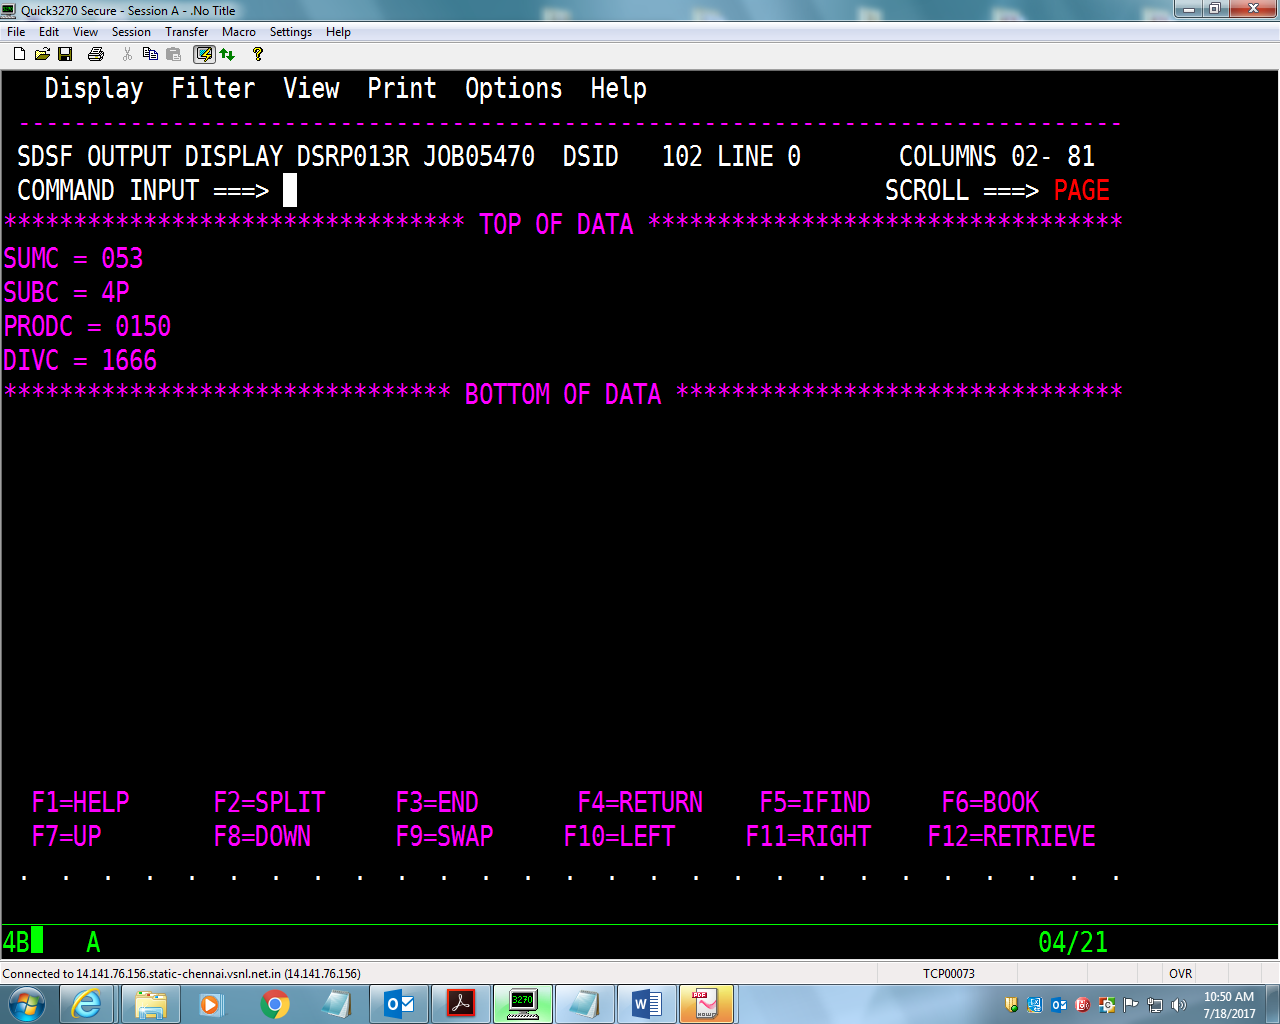 Quick3270 Secure - Session A - .No Title
File Edit View Session Transfer Macro Settings Help
Display Filter View Print Options Help
-------------------------------------------------------------------------------
SDSF OUTPUT DISPLAY DSRP013R JOB05470 DSID 102 LINE 0 COLUMNS 02- 81
COMMAND INPUT ===> SCROLL ===> PAGE
********************************* TOP OF DATA **********************************
SUMC = 053
SUBC = 4P
PRODC = 0150
DIVC = 1666
******************************** BOTTOM OF DATA ********************************
F1=HELP F2=SPLIT F3=END F4=RETURN F5=IFIND F6=BOOK
F7=UP F8=DOWN F9=SWAP F10=LEFT F11=RIGHT F12=RETRIEVE
. . . . . . . . . . . . . . . . . . . . . . . . . . .
4B A 04/21
Connected to 14.141.76.156.static-chennai.vsnl.net.in (14.141.76.156) TCP00073 OVR
3270
PDF
10:50 AM
7/18/2017